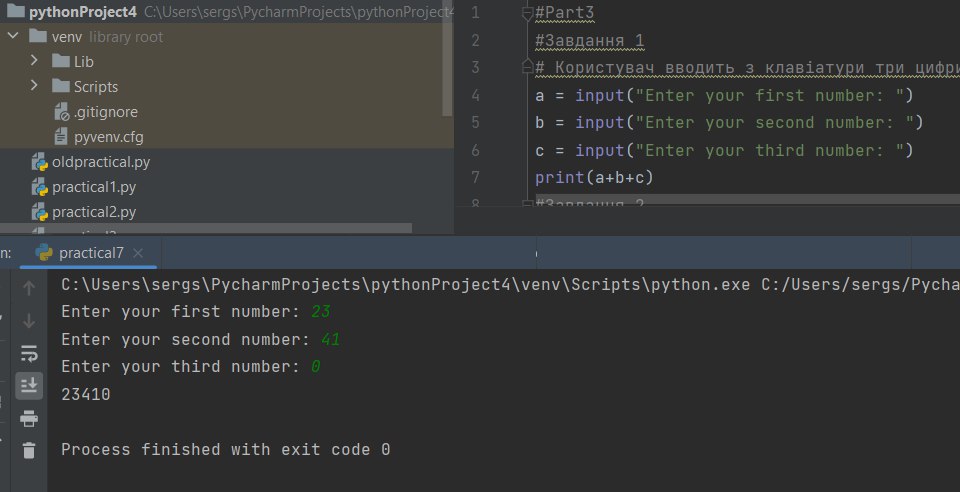 pythonProject4 C:\Users\sergs\PycharmProjects\pythonProject4
venv library root
Lib
Scripts
.gitignore
pyvenv.cfg
oldpractical.py
practical1.py
practical2.py
1 #Part3
2 #Завдання 1
3 # Користувач вводить з клавіатури три цифри
4 a = input("Enter your first number: ")
5 b = input("Enter your second number: ")
6 c = input("Enter your third number: ")
7 print(a+b+c)
8 #Завдання 2
n: practical7
C:\Users\sergs\PycharmProjects\pythonProject4\venv\Scripts\python.exe C:/Users/sergs/Pycha
Enter your first number: 23
Enter your second number: 41
Enter your third number: 0
23410
Process finished with exit code 0